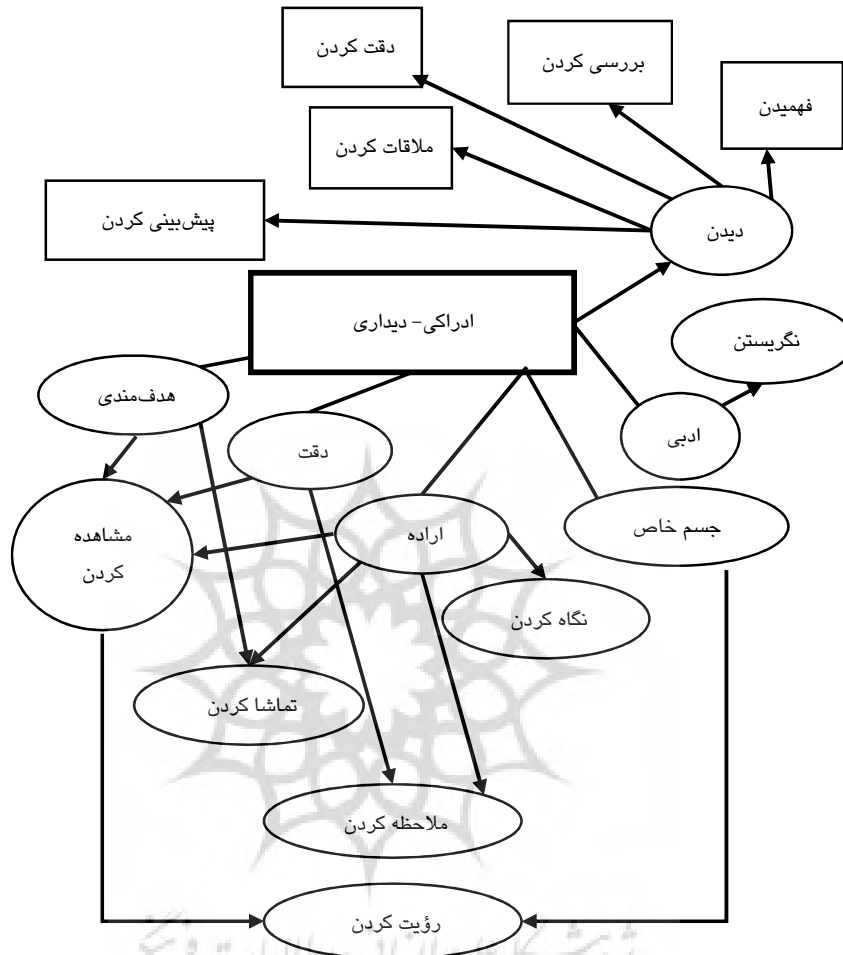 دقت کردن
بررسی کردن
فهمیدن
ملاقات کردن
پیش‌بینی کردن
دیدن
ادراکی- دیداری
نگریستن
هدف‌مندی
ادبی
دقت
جسم خاص
اراده
مشاهده
کردن
نگاه کردن
تماشا کردن
ملاحظه کردن
رؤیت کردن